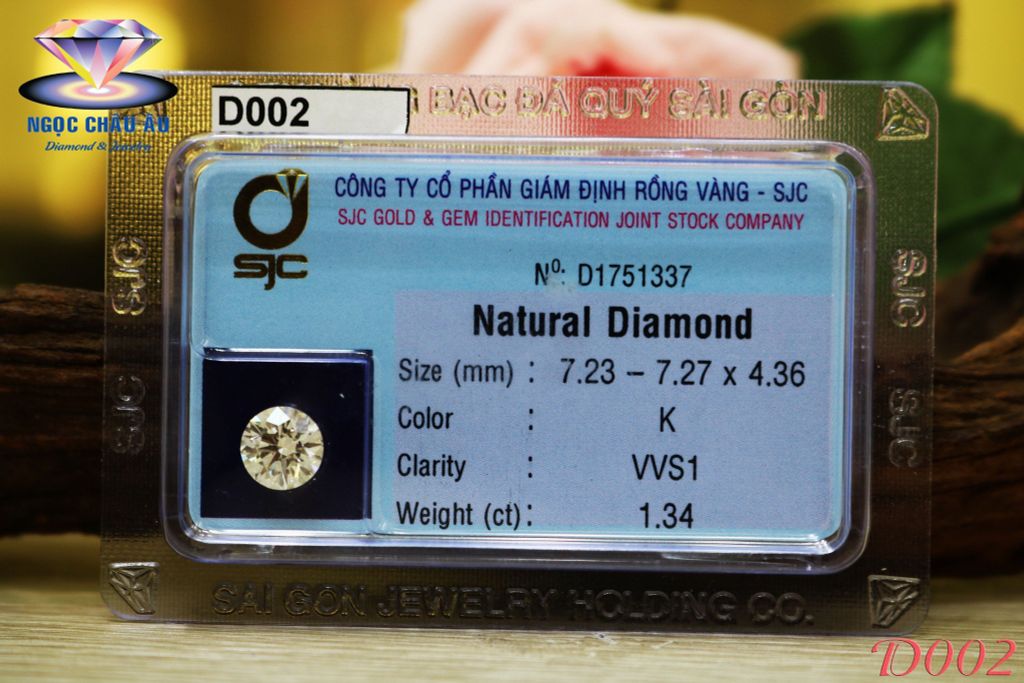 NGỌC CHÂU ÂU
Diamond & Jewelry
D002
BẠC ĐÁ QUÝ SÀI GÒN
SJC
CÔNG TY CỔ PHẦN GIÁM ĐỊNH RỒNG VÀNG - SJC
SJC GOLD & GEM IDENTIFICATION JOINT STOCK COMPANY
Nº: D1751337
Natural Diamond
Size (mm) : 7.23 – 7.27 x 4.36
Color : K
Clarity : VVS1
Weight (ct): 1.34
SJC
SJC
SJC
SJC
SAI GON JEWELRY HOLDING CO.
D002